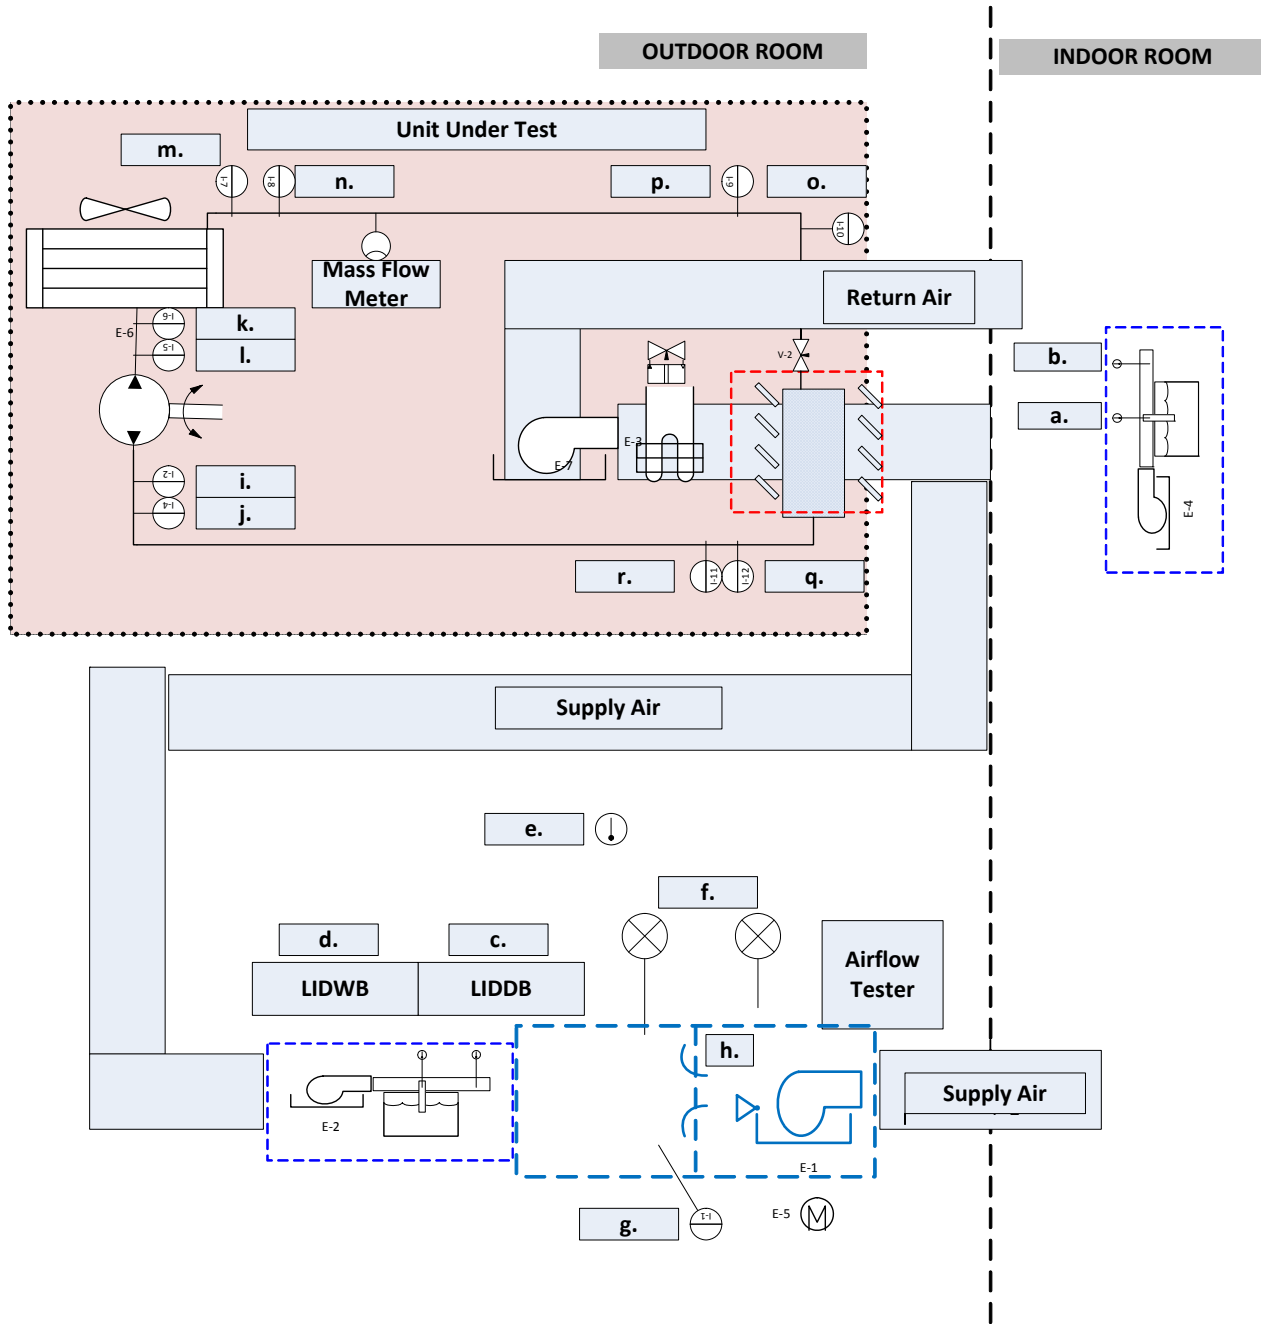 OUTDOOR ROOM
INDOOR ROOM
Unit Under Test
m.
I-7
I-8
n.
p.
I-9
o.
I-10
Mass Flow
Meter
Return Air
E-6
I-6
k.
I-5
l.
V-2
b.
a.
E-3
E-7
E-4
I-2
i.
I-4
j.
r.
I-11
I-12
q.
Supply Air
e.
f.
d.
c.
LIDWB
LIDDB
Airflow
Tester
h.
Supply Air
E-2
E-1
g.
I-1
E-5
M